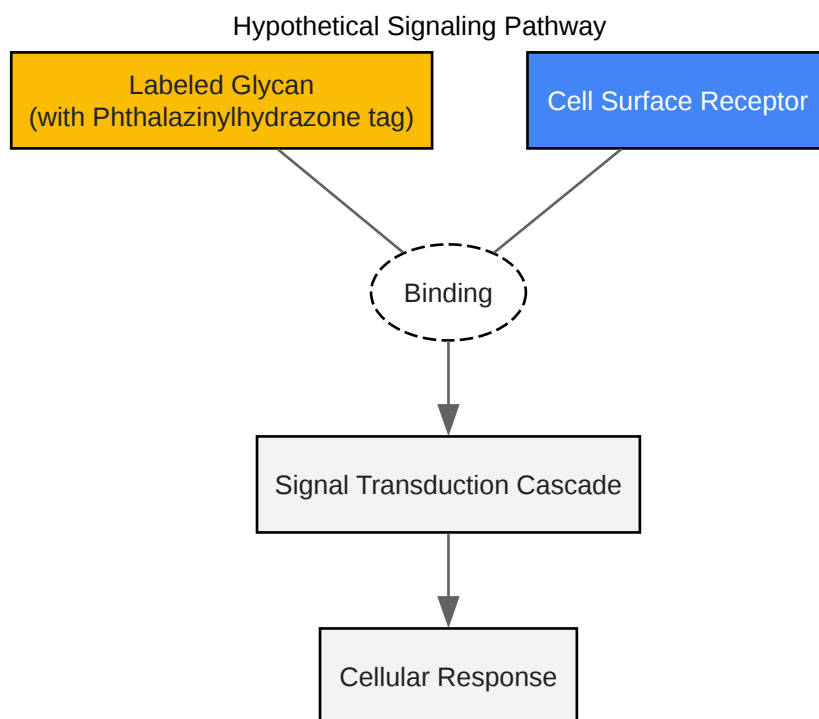 Hypothetical Signaling Pathway
Labeled Glycan
(with Phthalazinylhydrazone tag)
Cell Surface Receptor
Binding
Signal Transduction Cascade
Cellular Response